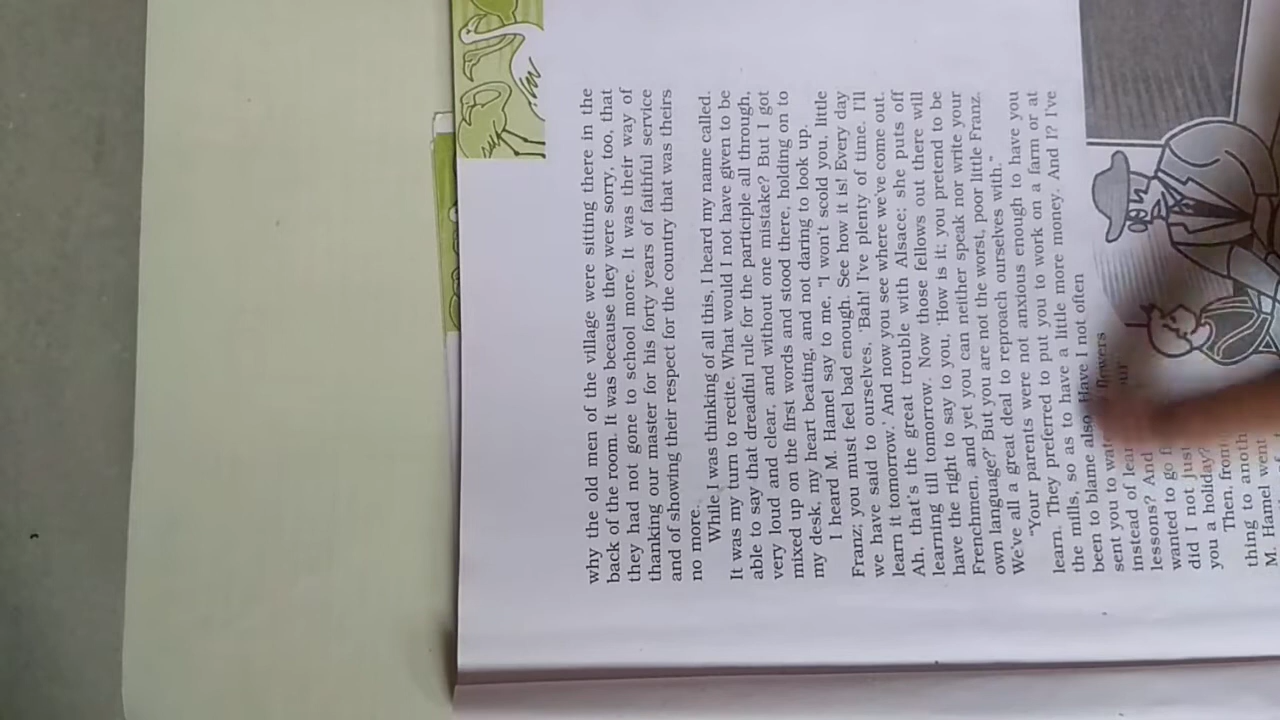 why the old men of the village were sitting there in the
back of the room. It was because they were sorry, too, that
they had not gone to school more. It was their way of
thanking our master for his forty years of faithful service
and of showing their respect for the country that was theirs
no more.
While I was thinking of all this, I heard my name called.
It was my turn to recite. What would I not have given to be
able to say that dreadful rule for the participle all through,
very loud and clear, and without one mistake? But I got
mixed up on the first words and stood there, holding on to
my desk, my heart beating, and not daring to look up.
I heard M. Hamel say to me, "I won't scold you, little
Franz; you must feel bad enough. See how it is! Every day
we have said to ourselves, 'Bah! I've plenty of time. I'll
learn it tomorrow.' And now you see where we've come out.
Ah, that's the great trouble with Alsace; she puts off
learning till tomorrow. Now those fellows out there will
have the right to say to you, 'How is it; you pretend to be
Frenchmen, and yet you can neither speak nor write your
own language?' But you are not the worst, poor little Franz.
We've all a great deal to reproach ourselves with."
"Your parents were not anxious enough to have you
learn. They preferred to put you to work on a farm or at
the mills, so as to have a little more money. And I? I've
been to blame also. Have I not often
sent you to flowers
instead of
lessons? And
wanted to go
did I not just
you a holiday?
Then, from
thing to
M. Hamel went